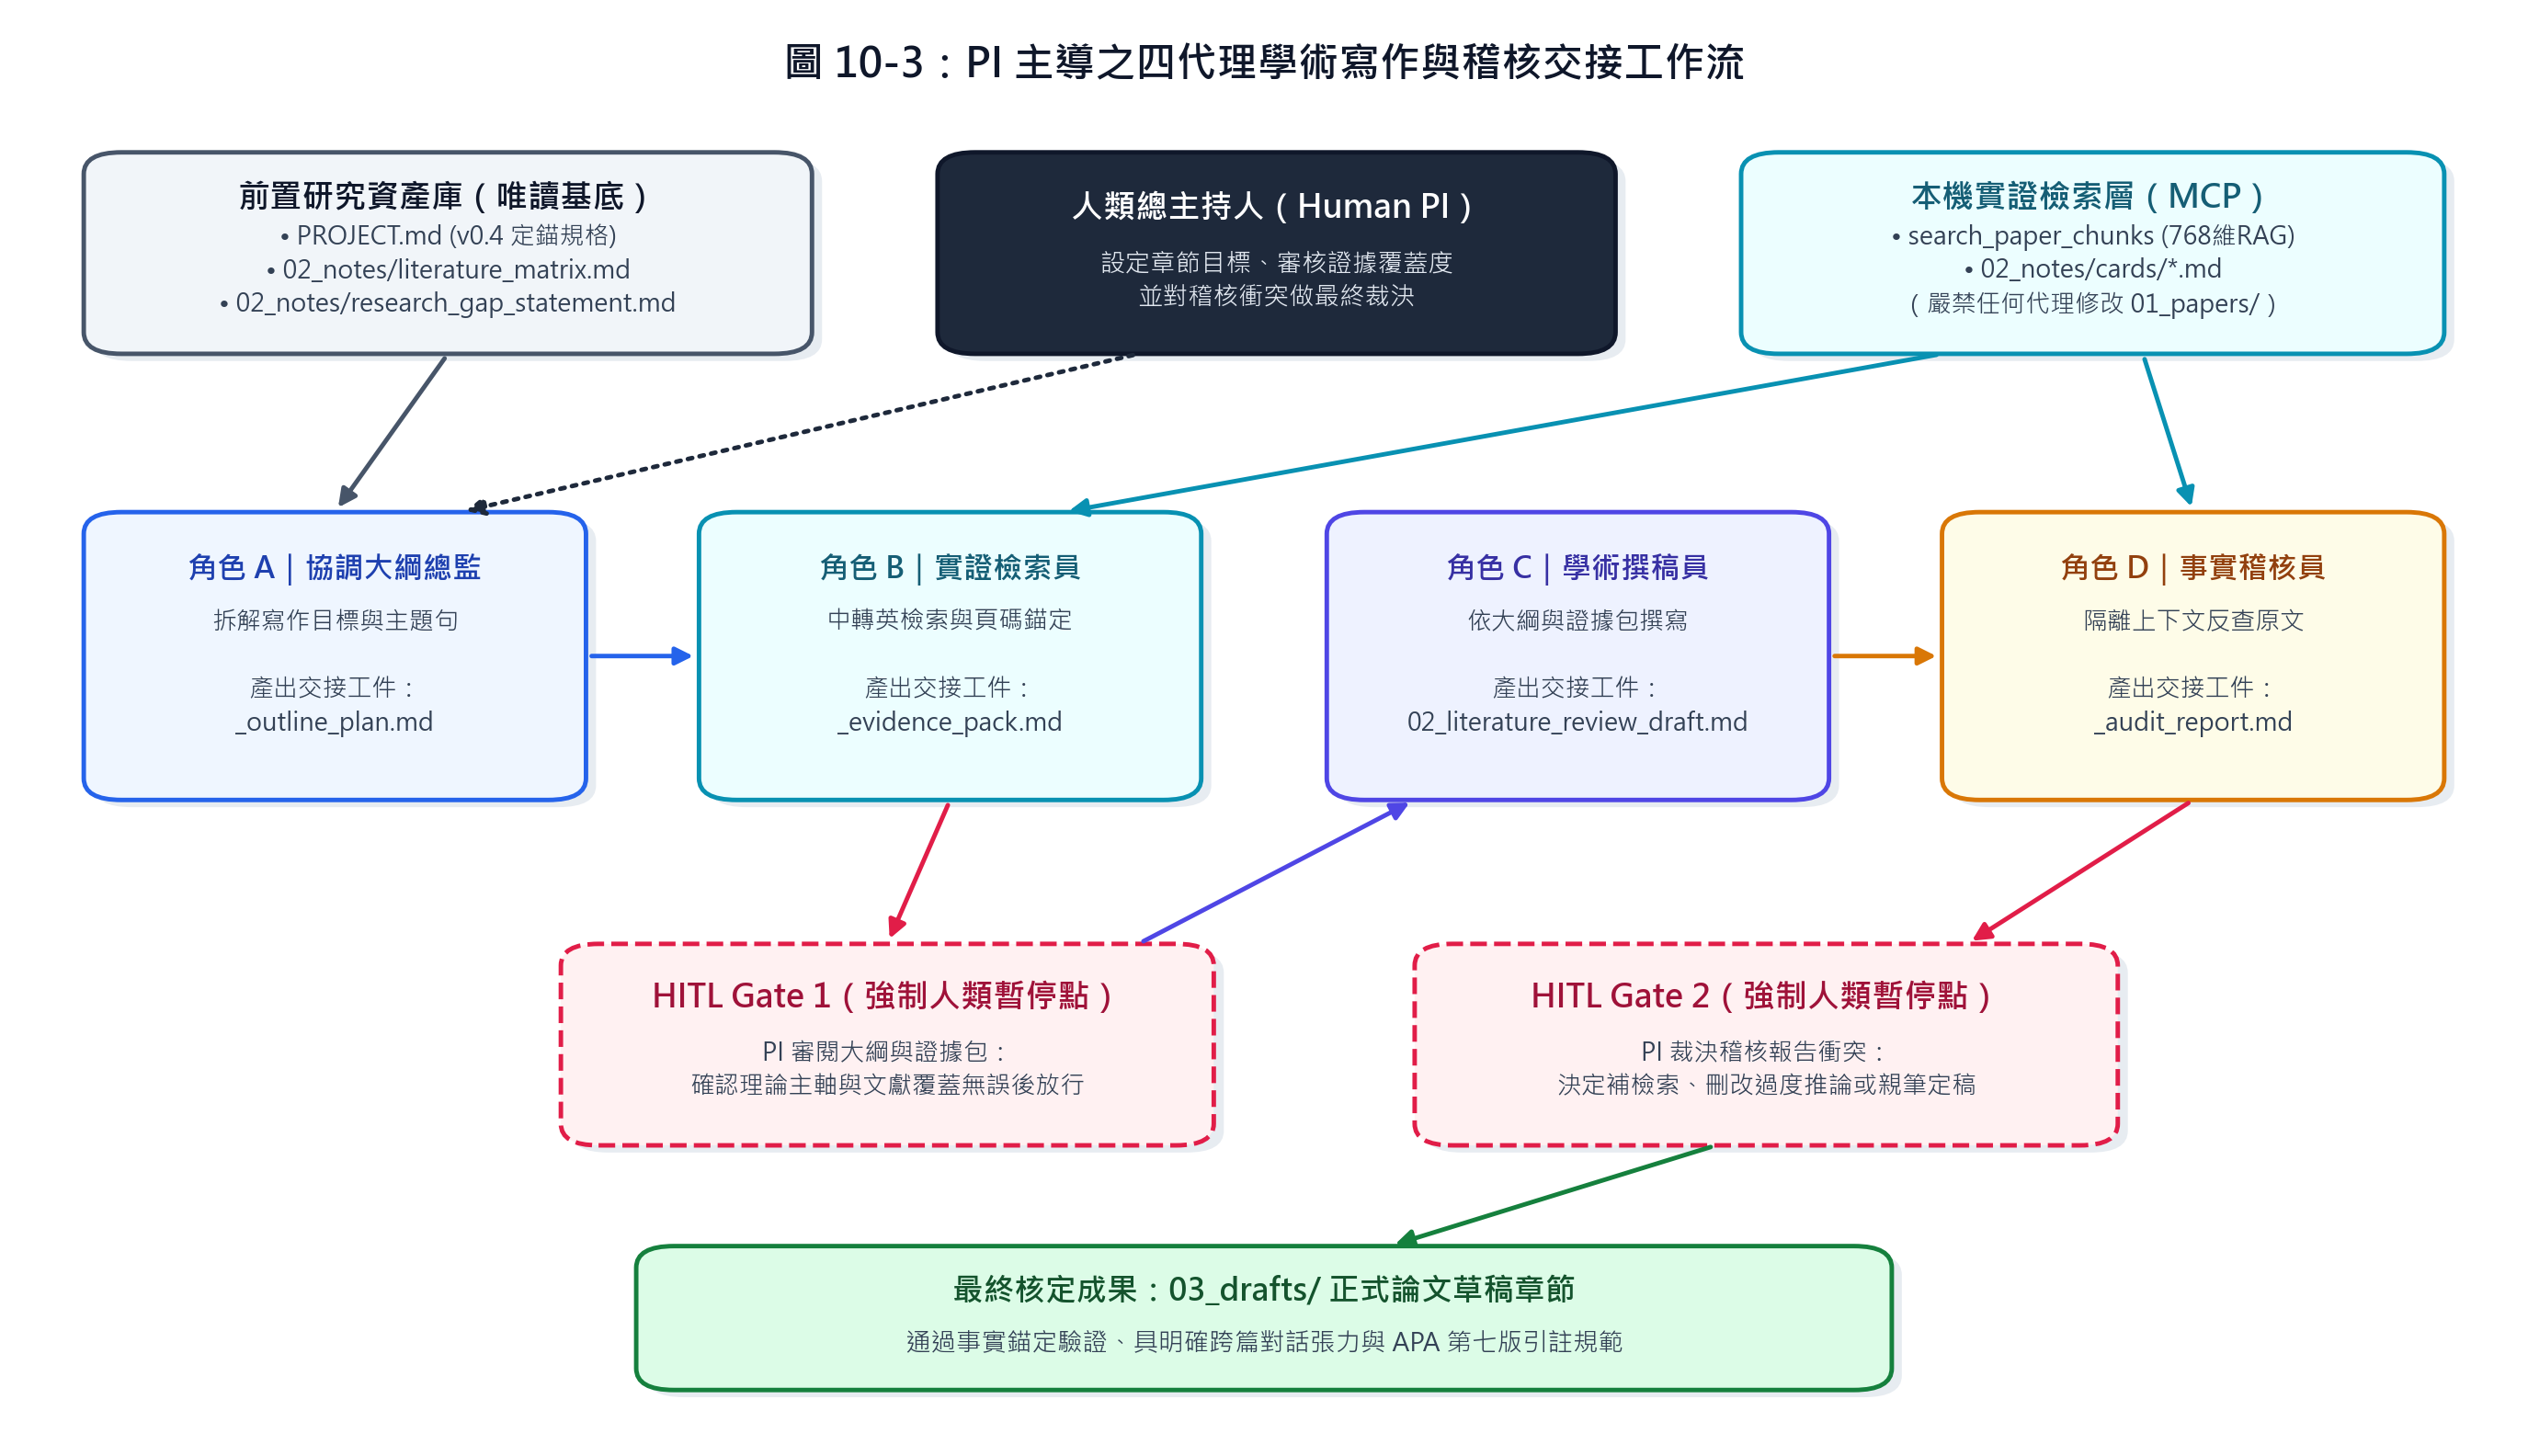 圖 10-3：PI 主導之四代理學術寫作與稽核交接工作流
前置研究資產庫（唯讀基底）
• PROJECT.md (v0.4 定錨規格)
• 02_notes/literature_matrix.md
• 02_notes/research_gap_statement.md
人類總主持人（Human PI）
設定章節目標、審核證據覆蓋度
並對稽核衝突做最終裁決
本機實證檢索層（MCP）
• search_paper_chunks (768維RAG)
• 02_notes/cards/*.md
（嚴禁任何代理修改 01_papers/）
角色 A｜協調大綱總監
拆解寫作目標與主題句
產出交接工件：
_outline_plan.md
角色 B｜實證檢索員
中轉英檢索與頁碼錨定
產出交接工件：
_evidence_pack.md
角色 C｜學術撰稿員
依大綱與證據包撰寫
產出交接工件：
02_literature_review_draft.md
角色 D｜事實稽核員
隔離上下文反查原文
產出交接工件：
_audit_report.md
HITL Gate 1（強制人類暫停點）
PI 審閱大綱與證據包：
確認理論主軸與文獻覆蓋無誤後放行
HITL Gate 2（強制人類暫停點）
PI 裁決稽核報告衝突：
決定補檢索、刪改過度推論或親筆定稿
最終核定成果：03_drafts/ 正式論文草稿章節
通過事實錨定驗證、具明確跨篇對話張力與 APA 第七版引註規範